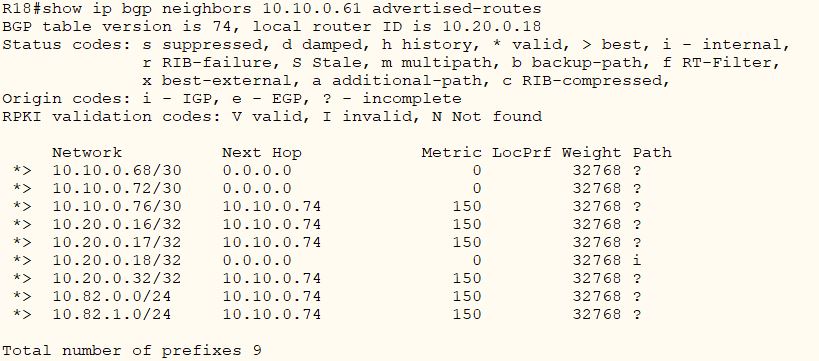 R18#show ip bgp neighbors 10.10.0.61 advertised-routes
BGP table version is 74, local router ID is 10.20.0.18
Status codes: s suppressed, d damped, h history, * valid, > best, i - internal,
              r RIB-failure, S Stale, m multipath, b backup-path, f RT-Filter,
              x best-external, a additional-path, c RIB-compressed,
Origin codes: i - IGP, e - EGP, ? - incomplete
RPKI validation codes: V valid, I invalid, N Not found

     Network          Next Hop            Metric LocPrf Weight Path
 *>  10.10.0.68/30    0.0.0.0                  0         32768 ?
 *>  10.10.0.72/30    0.0.0.0                  0         32768 ?
 *>  10.10.0.76/30    10.10.0.74             150         32768 ?
 *>  10.20.0.16/32    10.10.0.74             150         32768 ?
 *>  10.20.0.17/32    10.10.0.74             150         32768 ?
 *>  10.20.0.18/32    0.0.0.0                  0         32768 i
 *>  10.20.0.32/32    10.10.0.74             150         32768 ?
 *>  10.82.0.0/24     10.10.0.74             150         32768 ?
 *>  10.82.1.0/24     10.10.0.74             150         32768 ?

Total number of prefixes 9